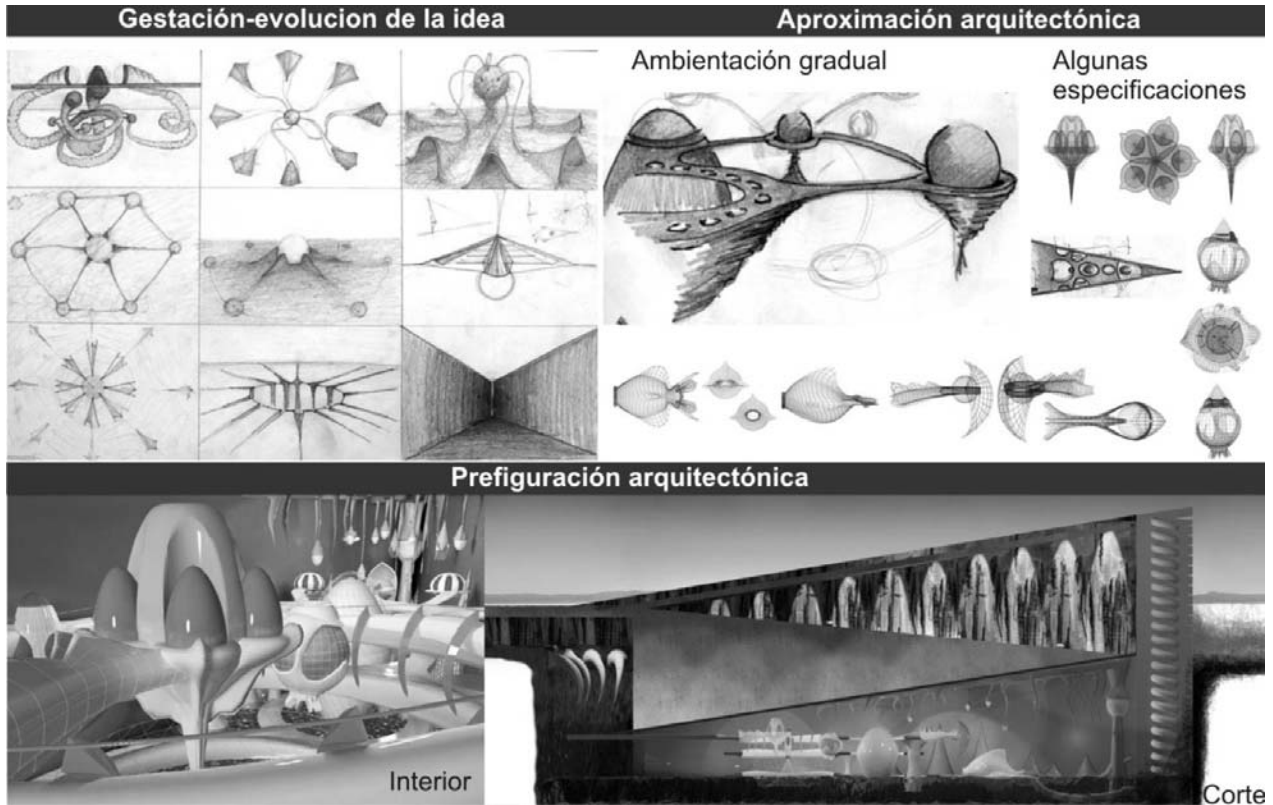 Gestación-evolucion de la idea
Aproximación arquitectónica
Ambientación gradual
Algunas
especificaciones
Prefiguración arquitectónica
Interior
Corte